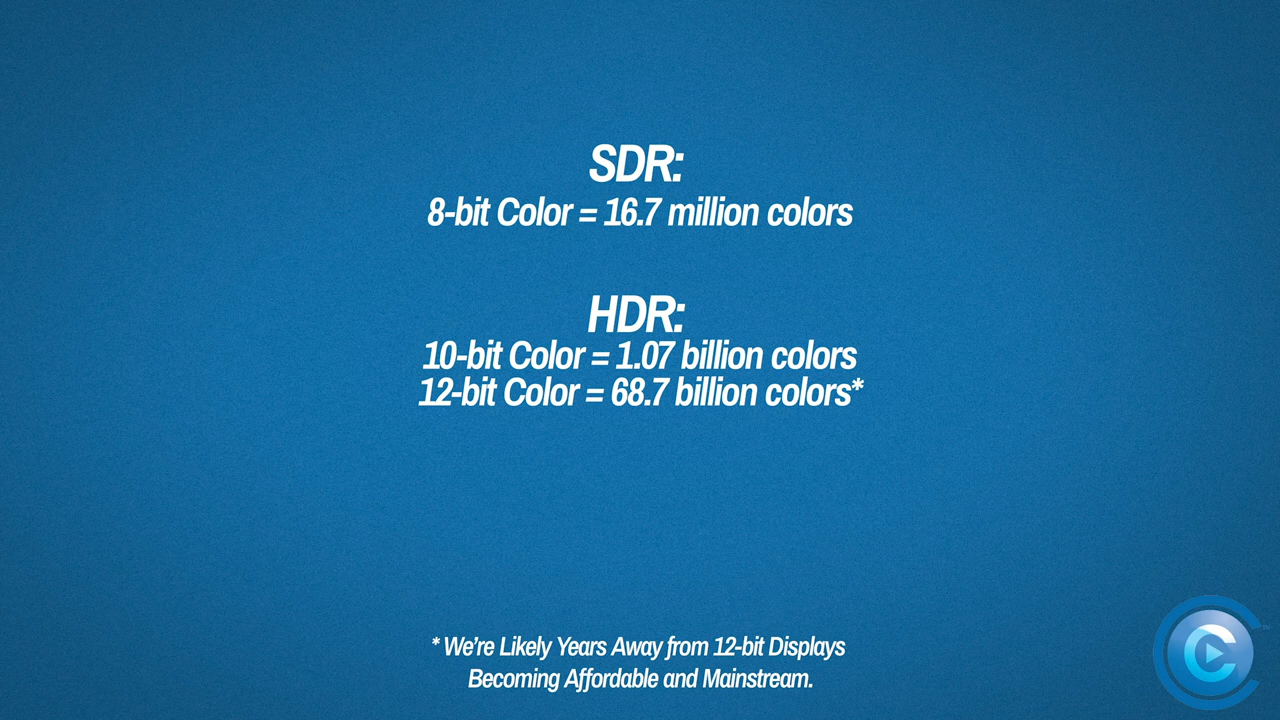 SDR:
8-bit Color = 16.7 million colors
HDR:
10-bit Color = 1.07 billion colors
12-bit Color = 68.7 billion colors*
* We're Likely Years Away from 12-bit Displays
Becoming Affordable and Mainstream.